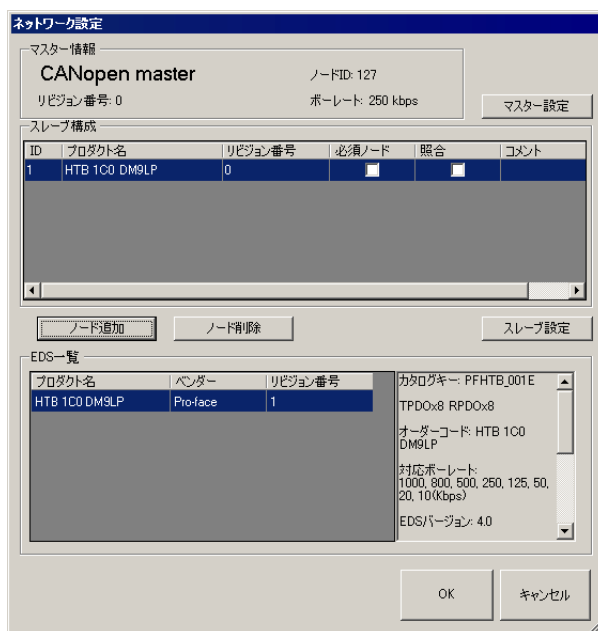 ネットワーク設定
マスター情報
CANopen master
ノードID: 127
リビジョン番号: 0
ボーレート: 250 kbps
マスター設定
スレーブ構成
ID プロダクト名 リビジョン番号 必須ノード 照合 コメント
1 HTB 1C0 DM9LP 0
ノード追加
ノード削除
スレーブ設定
EDS一覧
プロダクト名 ベンダー リビジョン番号
HTB 1C0 DM9LP Pro-face 1
カタログキー: PFHTB_001E
TPDOx8 RPDOx8
オーダーコード: HTB 1C0
DM9LP
対応ボーレート:
1000, 800, 500, 250, 125, 50,
20, 10(Kbps)
EDSバージョン: 4.0
OK
キャンセル